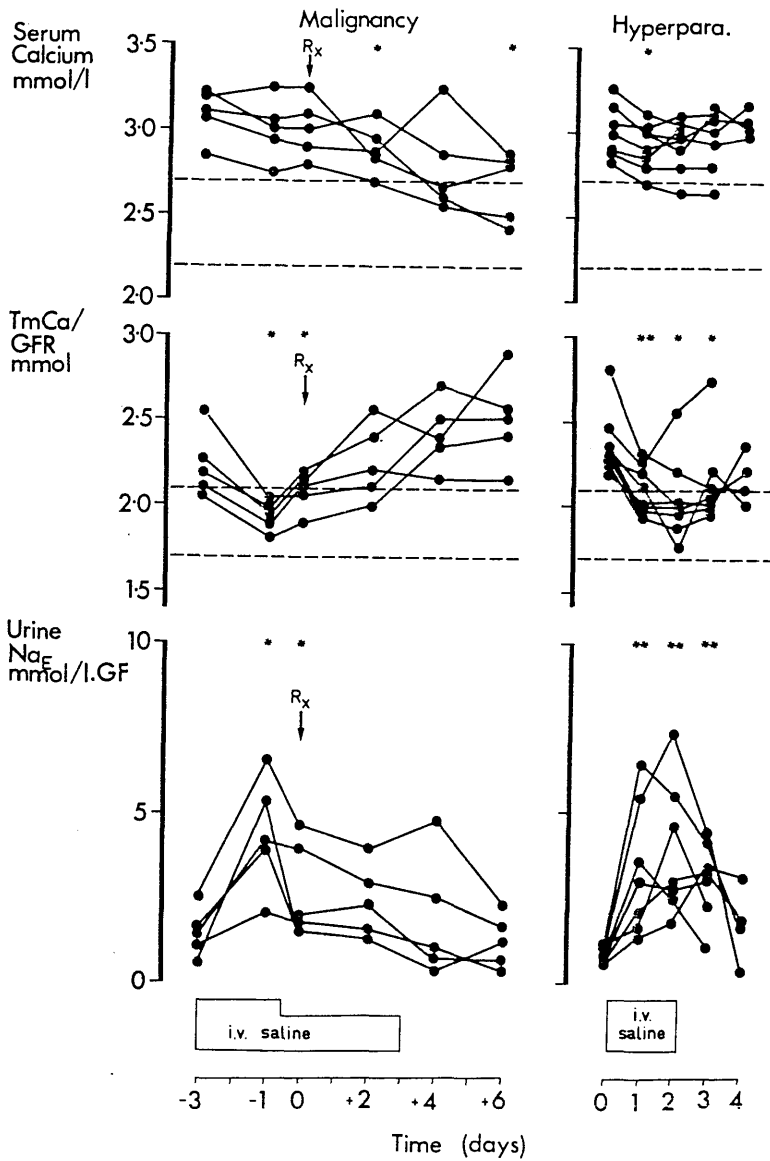 Malignancy
Hyperpara.
Serum
Calcium
mmol/l
3·5
Rx
*
*
*
3·0
2·5
2·0
TmCa/
GFR
mmol
3·0
*
*
**
*
*
Rx
2·5
2·0
1·5
Urine
NaE
mmol/l.GF
10
*
*
**
**
**
Rx
5
0
i.v. saline
i.v.
saline
-3
-1
0
+2
+4
+6
0
1
2
3
4
Time (days)